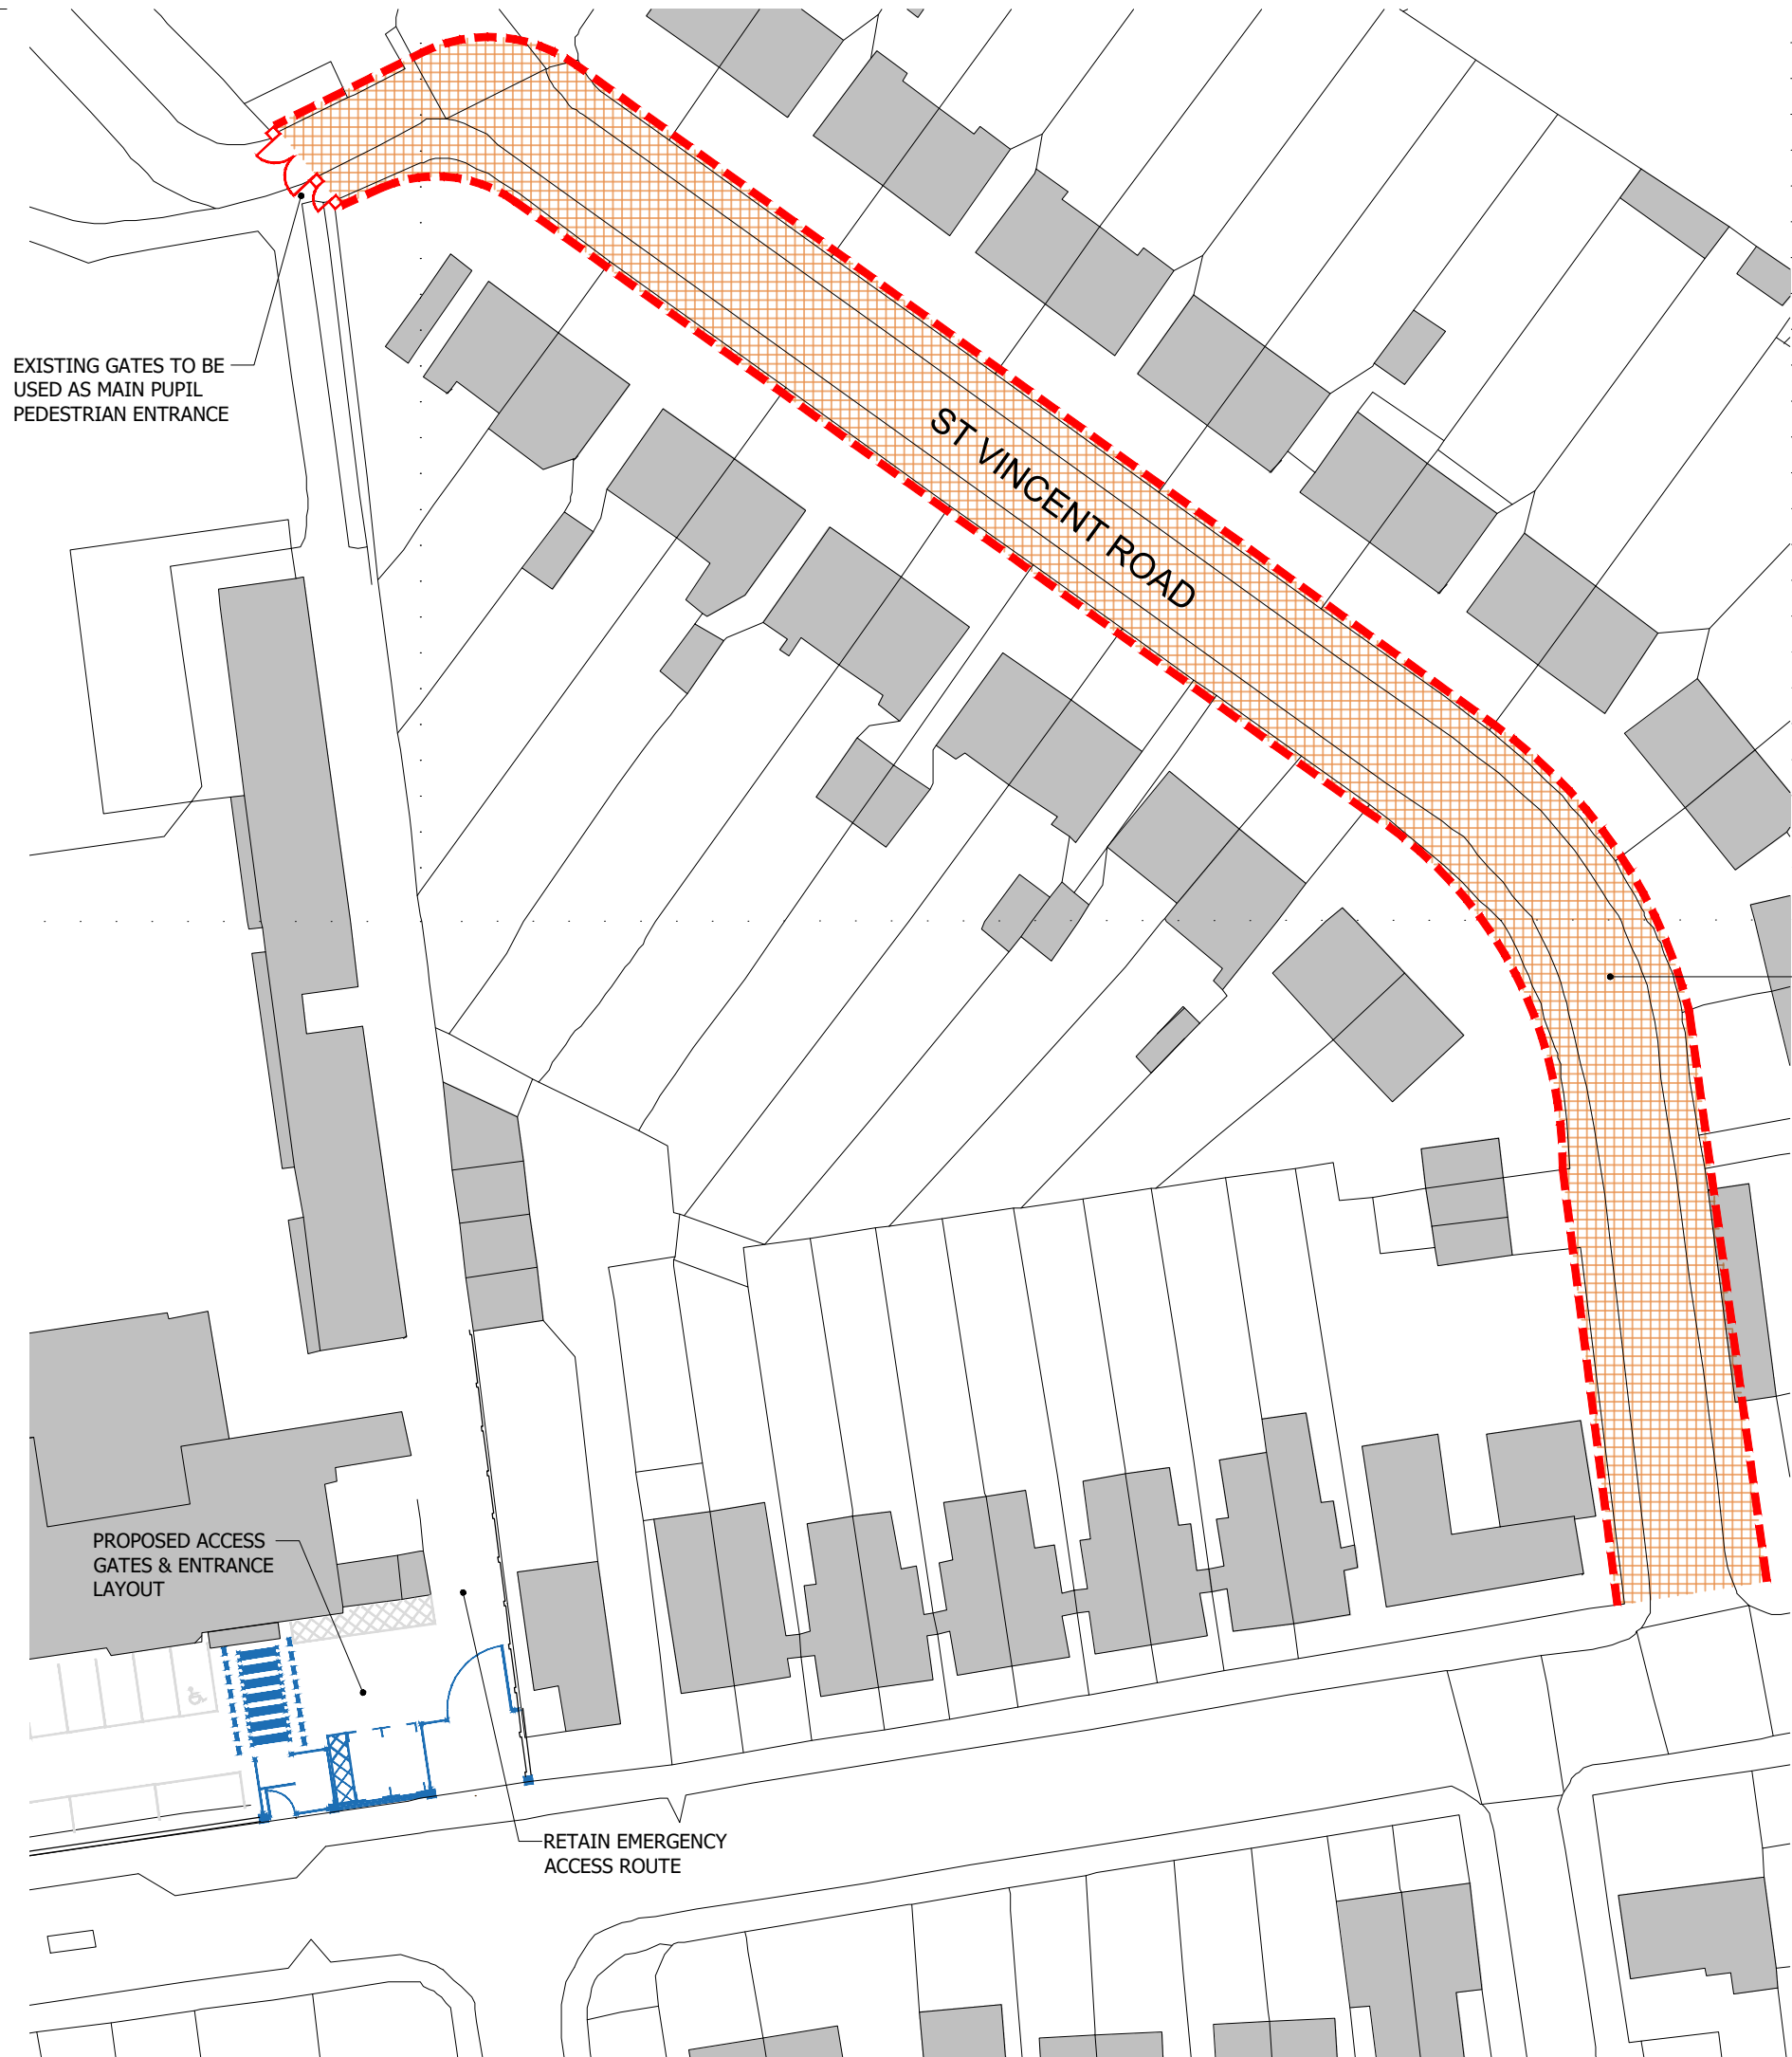 EXISTING GATES TO BE
USED AS MAIN PUPIL
PEDESTRIAN ENTRANCE
ST VINCENT ROAD
PROPOSED ACCESS
GATES & ENTRANCE
LAYOUT
RETAIN EMERGENCY
ACCESS ROUTE